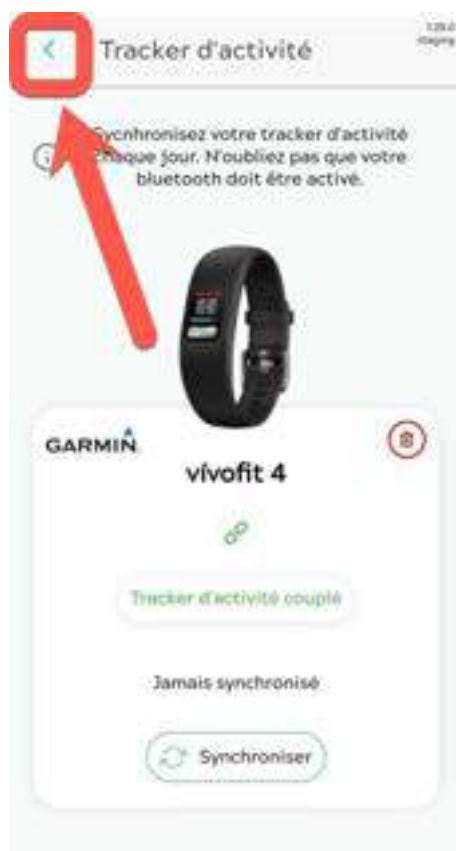 Tracker d'activité
Sycnhronisez votre tracker d'activité
chaque jour. N'oubliez pas que votre
bluetooth doit être activé.
GARMIN
vívofit 4
Tracker d'activité couplé
Jamais synchronisé
Synchroniser